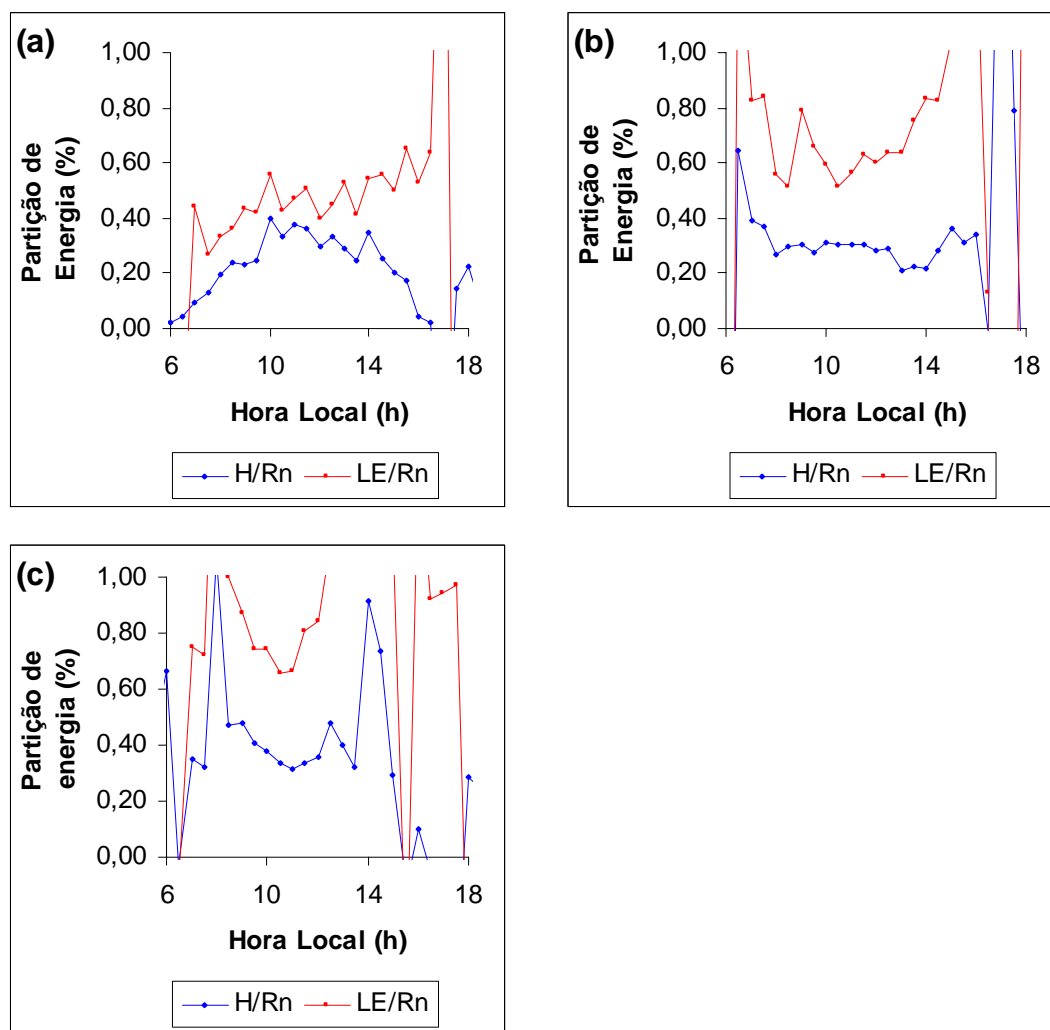 (a)
Partição de
Energia (%)
1,00
0,80
0,60
0,40
0,20
0,00
6
10
14
18
Hora Local (h)
H/Rn
LE/Rn
(b)
Partição de
Energia (%)
1,00
0,80
0,60
0,40
0,20
0,00
6
10
14
18
Hora Local (h)
H/Rn
LE/Rn
(c)
Partição de
energia (%)
1,00
0,80
0,60
0,40
0,20
0,00
6
10
14
18
Hora Local (h)
H/Rn
LE/Rn